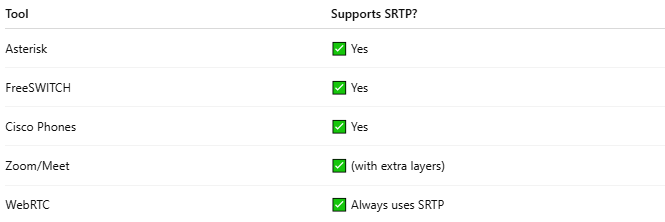 Tool Supports SRTP?
Asterisk ✅ Yes
FreeSWITCH ✅ Yes
Cisco Phones ✅ Yes
Zoom/Meet ✅ (with extra layers)
WebRTC ✅ Always uses SRTP